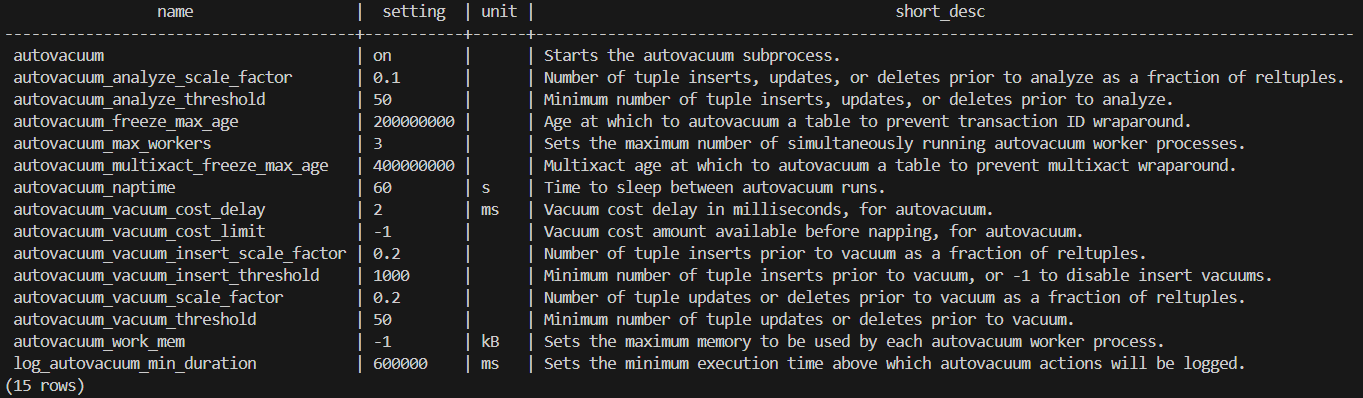 name | setting | unit | short_desc
---------------------------------------+-----------+------+-------------------------------------------------------------------------------------------
autovacuum | on | | Starts the autovacuum subprocess.
autovacuum_analyze_scale_factor | 0.1 | | Number of tuple inserts, updates, or deletes prior to analyze as a fraction of reltuples.
autovacuum_analyze_threshold | 50 | | Minimum number of tuple inserts, updates, or deletes prior to analyze.
autovacuum_freeze_max_age | 200000000 | | Age at which to autovacuum a table to prevent transaction ID wraparound.
autovacuum_max_workers | 3 | | Sets the maximum number of simultaneously running autovacuum worker processes.
autovacuum_multixact_freeze_max_age | 400000000 | | Multixact age at which to autovacuum a table to prevent multixact wraparound.
autovacuum_naptime | 60 | s | Time to sleep between autovacuum runs.
autovacuum_vacuum_cost_delay | 2 | ms | Vacuum cost delay in milliseconds, for autovacuum.
autovacuum_vacuum_cost_limit | -1 | | Vacuum cost amount available before napping, for autovacuum.
autovacuum_vacuum_insert_scale_factor | 0.2 | | Number of tuple inserts prior to vacuum as a fraction of reltuples.
autovacuum_vacuum_insert_threshold | 1000 | | Minimum number of tuple inserts prior to vacuum, or -1 to disable insert vacuums.
autovacuum_vacuum_scale_factor | 0.2 | | Number of tuple updates or deletes prior to vacuum as a fraction of reltuples.
autovacuum_vacuum_threshold | 50 | | Minimum number of tuple updates or deletes prior to vacuum.
autovacuum_work_mem | -1 | kB | Sets the maximum memory to be used by each autovacuum worker process.
log_autovacuum_min_duration | 600000 | ms | Sets the minimum execution time above which autovacuum actions will be logged.
(15 rows)